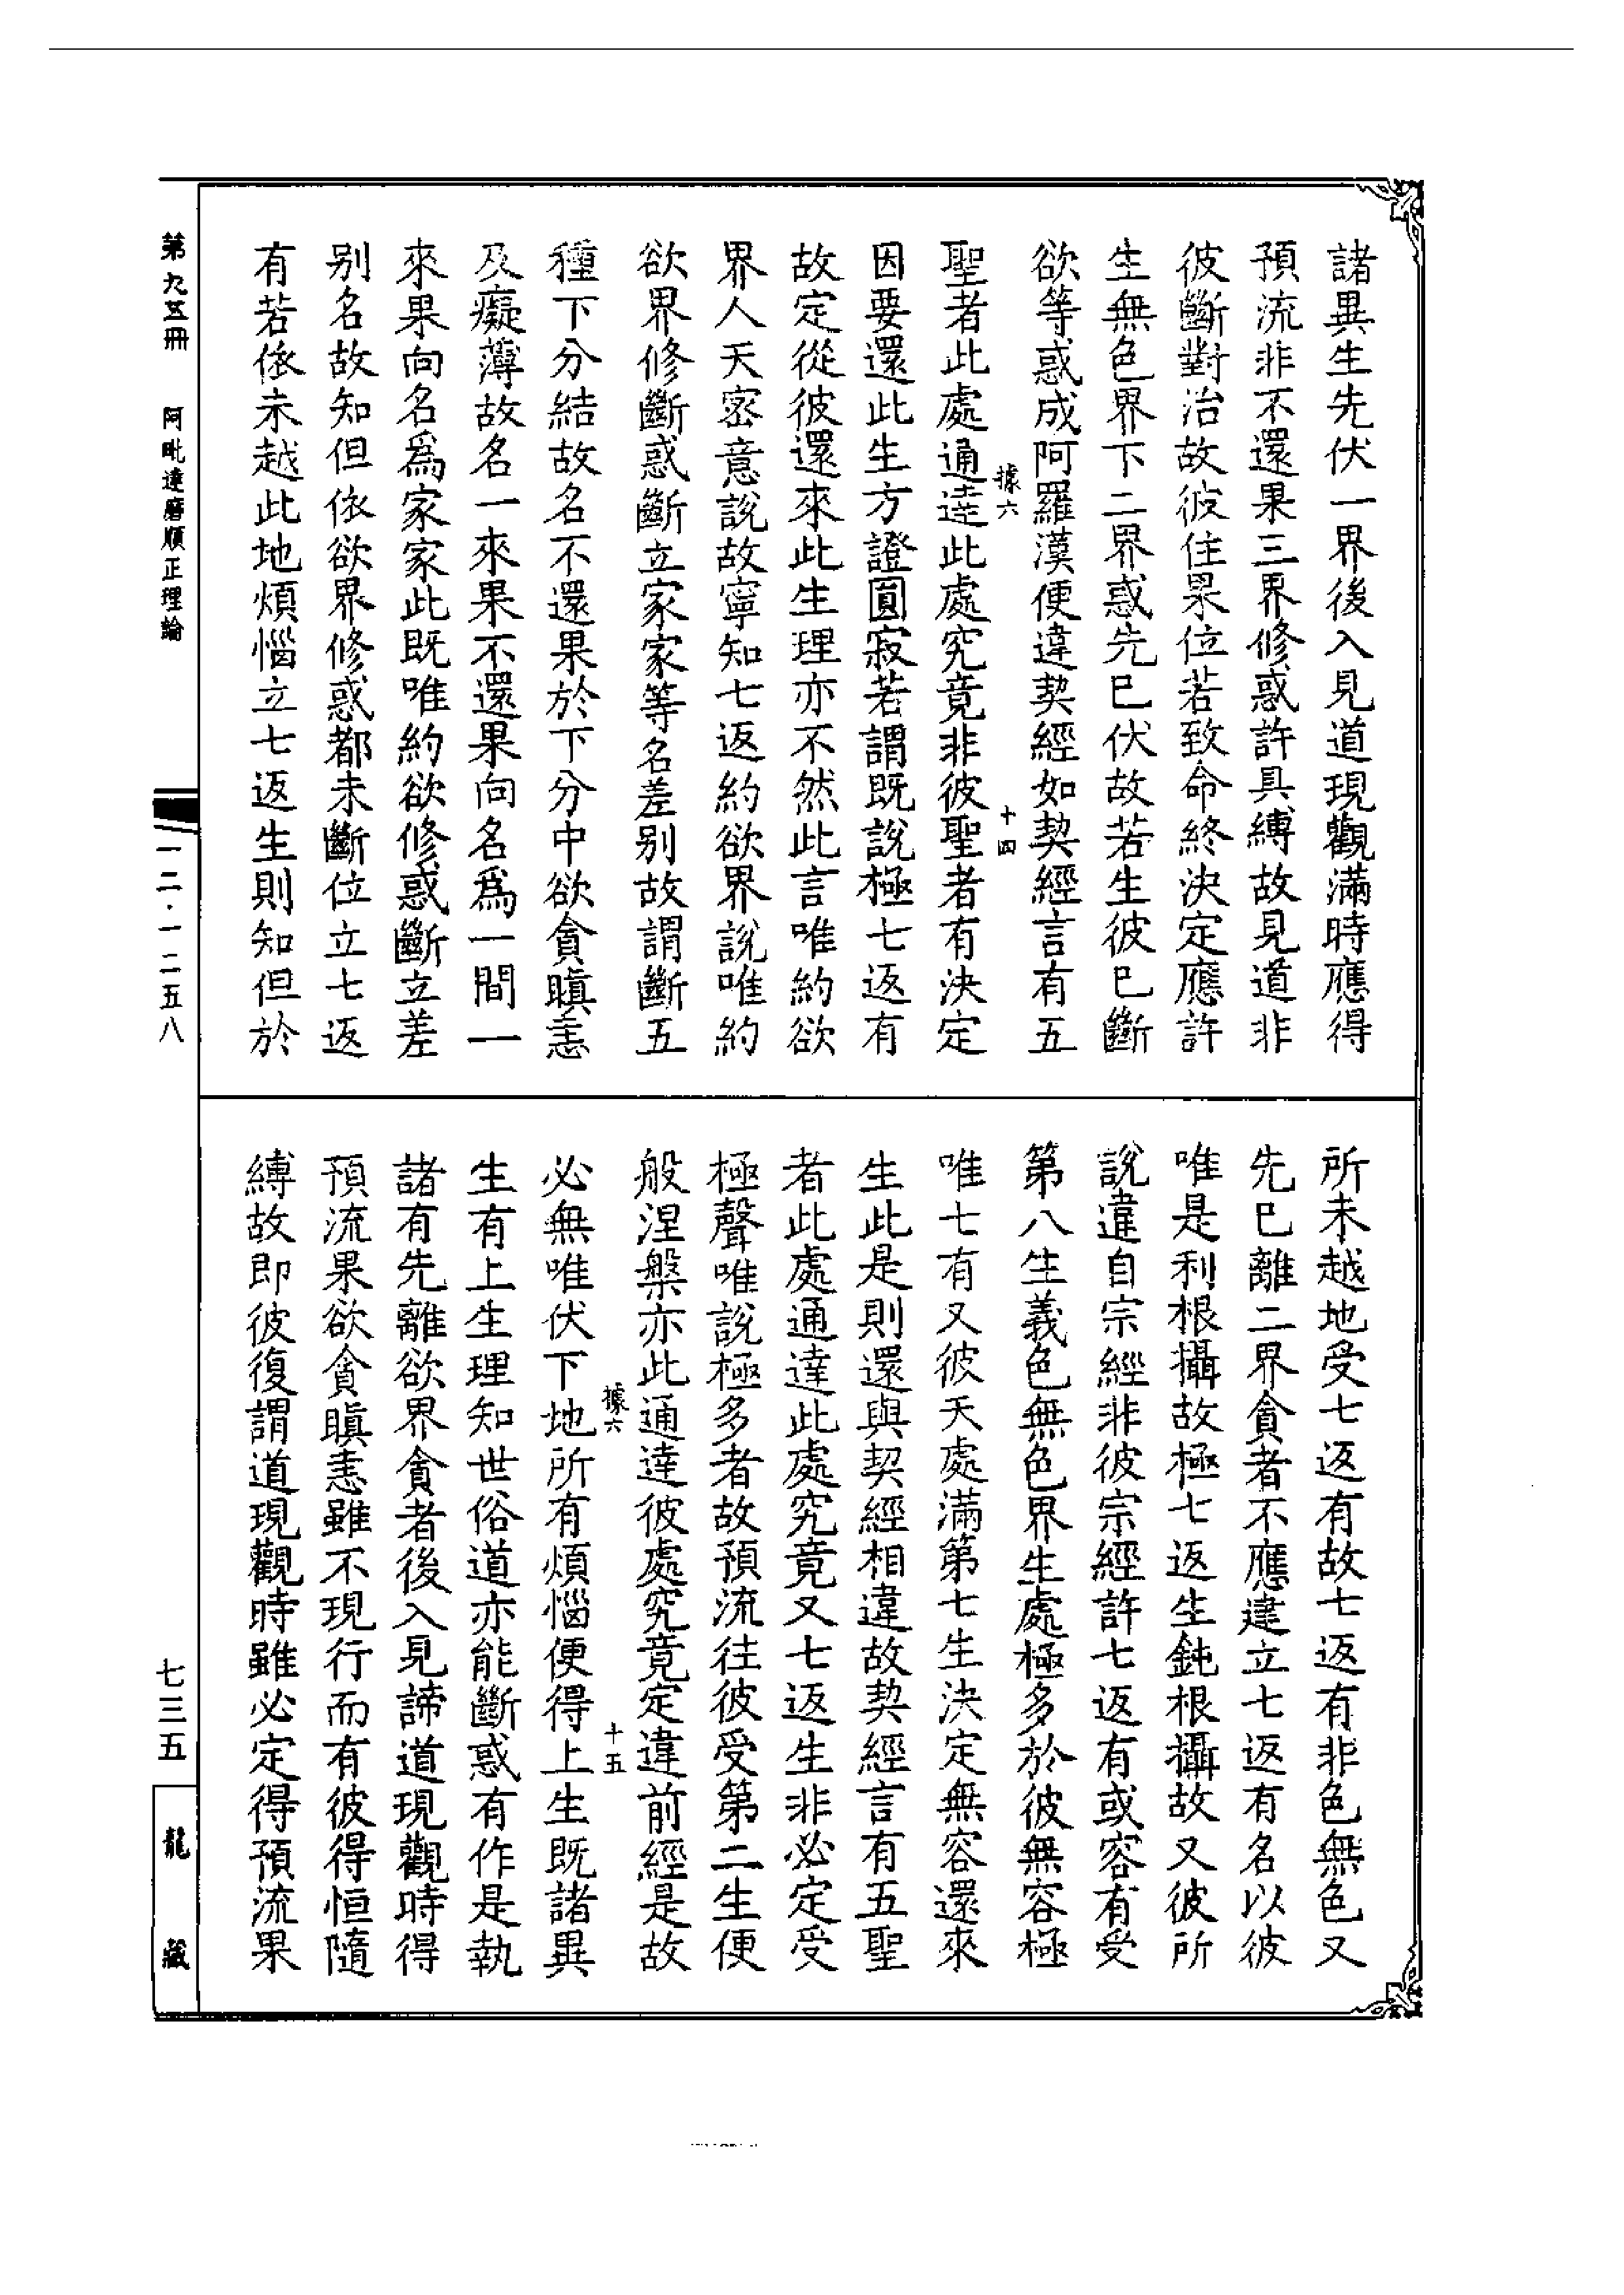 諸異生先伏一界後入見道現觀滿時應得
預流非不還果三界修惑許具縛故見道非
彼斷對治故彼住果位若致命終決定應許
生無色界下二界惑先已伏故若生彼已斷
欲等惑成阿羅漢便違契經如契經言有五
據六
十四
聖者此處通達此處究竟非彼聖者有決定
因要還此生方證圓寂若謂既說極七返有
故定從彼還來此生理亦不然此言唯約欲
界人天密意說故寧知七返約欲界說唯約
欲界修斷惑斷立家家等名差別故謂斷五
種下分結故名不還果於下分中欲貪瞋恚
及癡薄故名一來果不還果向名為一間一
來果向名為家家此既唯約欲修惑斷立差
別名故知但依欲界修惑都未斷位立七返
有若依未越此地煩惱立七返生則知但於
所未越地受七返有故七返有非色無色又
先已離二界貪者不應建立七返有名以彼
唯是利根攝故極七返生鈍根攝故又彼所
說違自宗經非彼宗經許七返有或容有受
第八生義色無色界生處極多於彼無容極
唯七有又彼天處滿第七生決定無容還來
生此是則還與契經相違故契經言有五聖
者此處通達此處究竟又七返生非必定受
極聲唯說極多者故預流往彼受第二生便
般涅槃亦此通達彼處究竟定違前經是故
據六
十五
必無唯伏下地所有煩惱便得上生既諸異
生有上生理知世俗道亦能斷惑有作是執
諸有先離欲界貪者後入見諦道現觀時得
預流果欲貪瞋恚雖不現行而有彼得恒隨
縛故即彼復謂道現觀時雖必定得預流果
第九五冊
阿毗達磨順正理論
一二·一二五八
七三五
龍藏